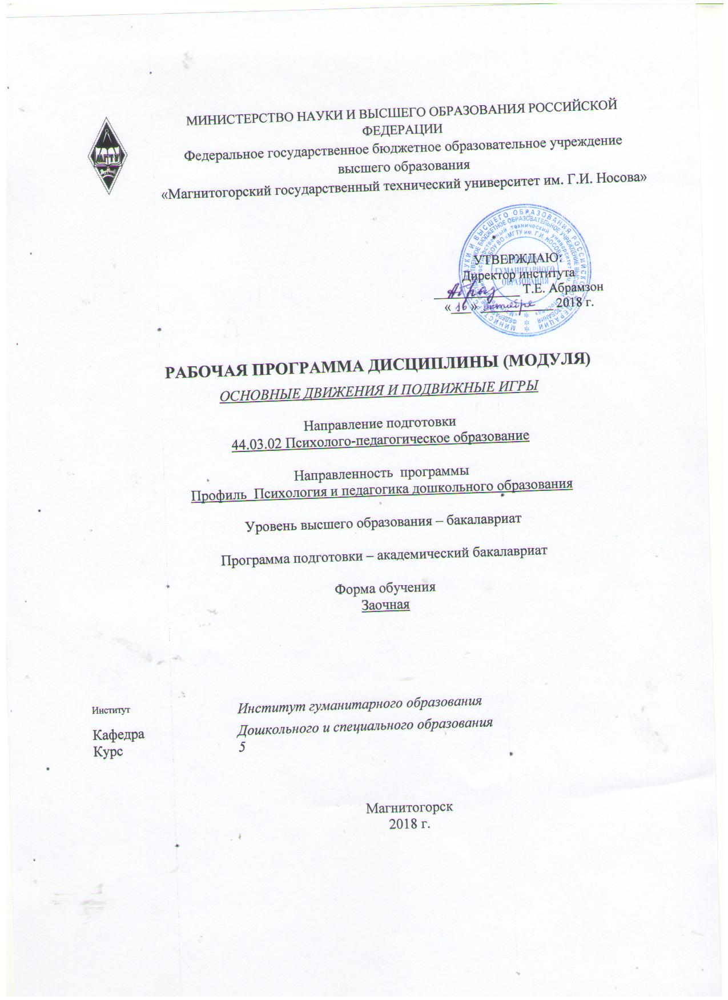 МИНИСТЕРСТВО НАУКИ И ВЫСШЕГО ОБРАЗОВАНИЯ РОССИЙСКОЙ
ФЕДЕРАЦИИ
Федеральное государственное бюджетное образовательное учреждение
высшего образования
«Магнитогорский государственный технический университет им. Г.И. Носова»
МГТУ
УТВЕРЖДАЮ:
Директор института
Т.Е. Абрамзон
«16» октября 2018 г.
ГУМАНИТАРНОГО
ОБРАЗОВАНИЯ
РАБОЧАЯ ПРОГРАММА ДИСЦИПЛИНЫ (МОДУЛЯ)
ОСНОВНЫЕ ДВИЖЕНИЯ И ПОДВИЖНЫЕ ИГРЫ
Направление подготовки
44.03.02 Психолого-педагогическое образование
Направленность программы
Профиль Психология и педагогика дошкольного образования
Уровень высшего образования – бакалавриат
Программа подготовки – академический бакалавриат
Форма обучения
Заочная
Институт Институт гуманитарного образования
Кафедра Дошкольного и специального образования
Курс 5
Магнитогорск
2018 г.